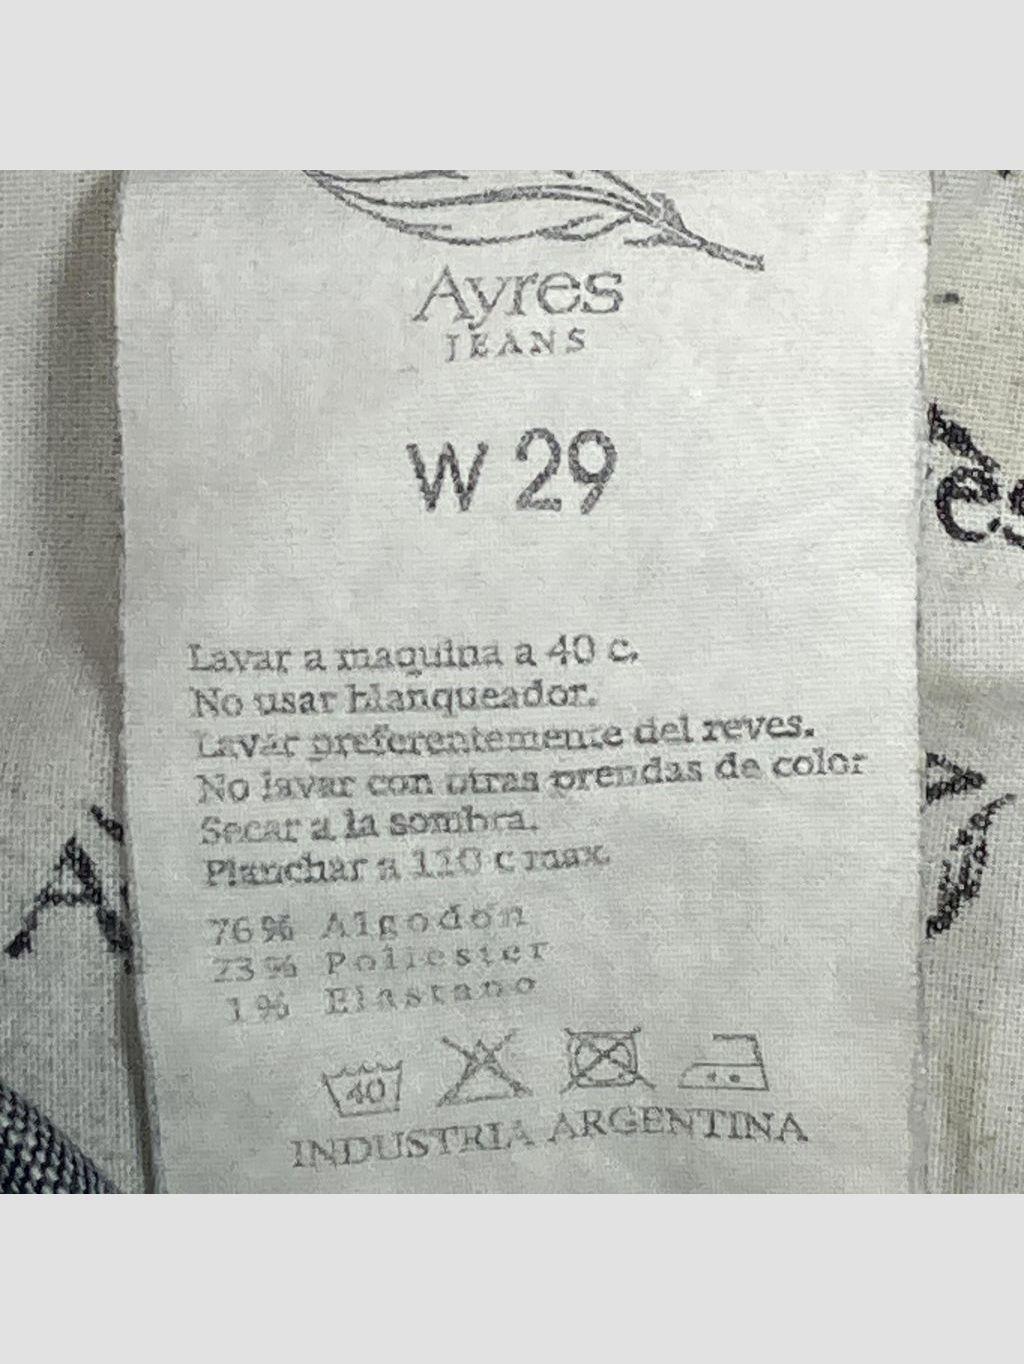 Ayres
JEANS
W 29
Lavar a maquina a 40 c.
No usar blanqueador.
Lavar preferentemente del reves.
No lavar con otras prendas de color
Secar a la sombra.
Planchar a 110 c max.
76% Algodón
23% Poliester
1% Elastano
40
INDUSTRIA ARGENTINA